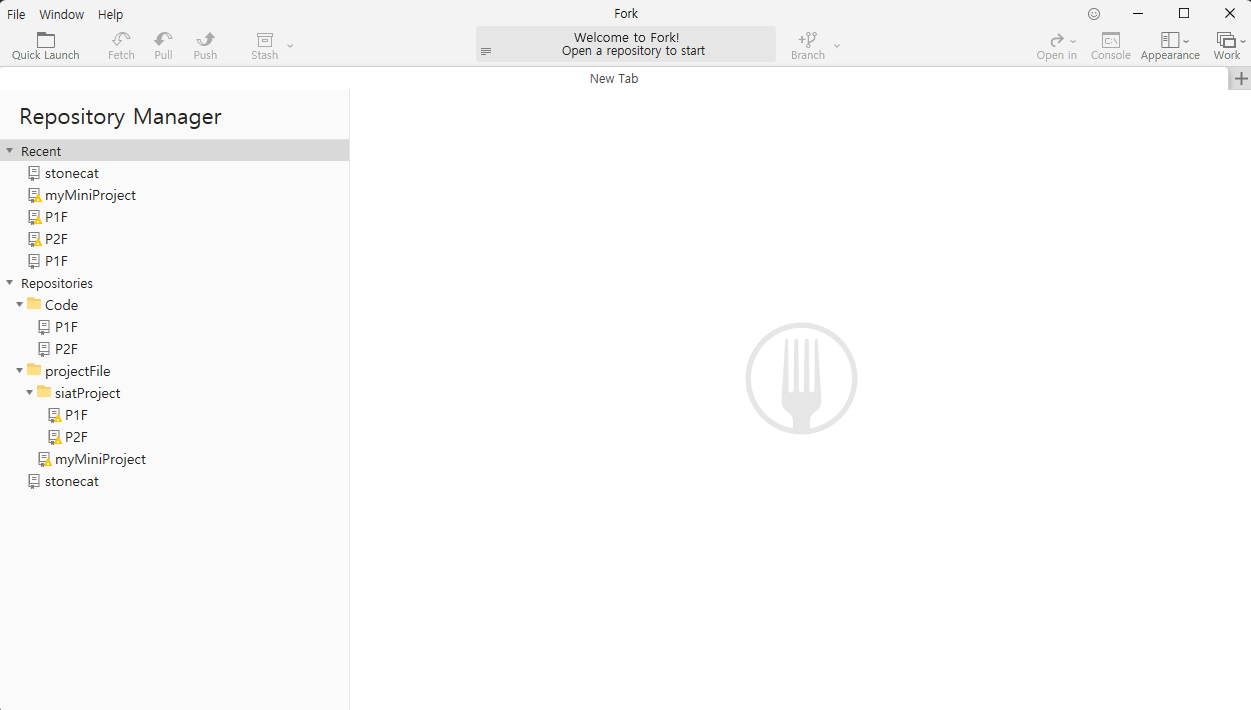 File Window Help Fork
Quick Launch Fetch Pull Push Stash Welcome to Fork! Branch Open in Console Appearance Work
Open a repository to start
C:\
New Tab
Repository Manager
Recent
stonecat
myMiniProject
P1F
P2F
P1F
Repositories
Code
P1F
P2F
projectFile
siatProject
P1F
P2F
myMiniProject
stonecat